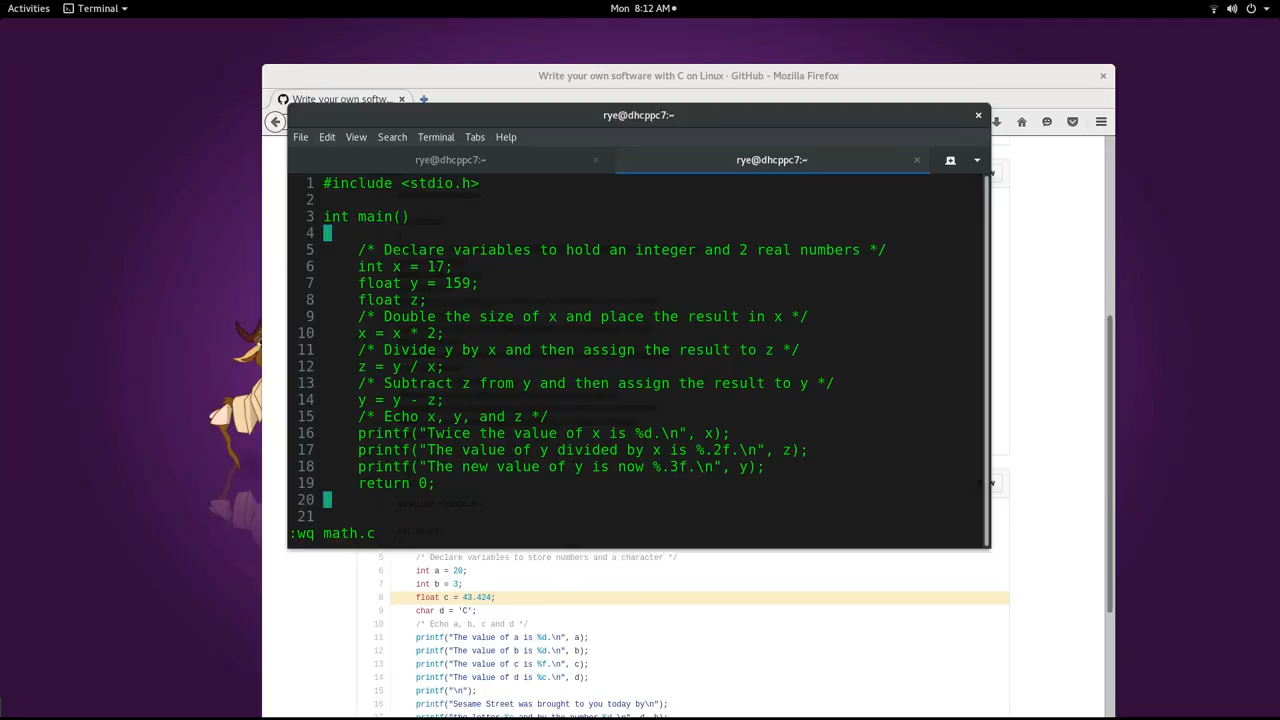 Activities Terminal Mon 8:12 AM
Write your own software with C on Linux · GitHub - Mozilla Firefox
Write your own softw...
rye@dhcppc7:~
File Edit View Search Terminal Tabs Help
rye@dhcppc7:~ rye@dhcppc7:~
1 #include <stdio.h>
2
3 int main()
4
5 /* Declare variables to hold an integer and 2 real numbers */
6 int x = 17;
7 float y = 159;
8 float z;
9 /* Double the size of x and place the result in x */
10 x = x * 2;
11 /* Divide y by x and then assign the result to z */
12 z = y / x;
13 /* Subtract z from y and then assign the result to y */
14 y = y - z;
15 /* Echo x, y, and z */
16 printf("Twice the value of x is %d.\n", x);
17 printf("The value of y divided by x is %.2f.\n", z);
18 printf("The new value of y is now %.3f.\n", y);
19 return 0;
20
21
:wq math.c
5 /* Declare variables to store numbers and a character */
6 int a = 20;
7 int b = 3;
8 float c = 43.424;
9 char d = 'C';
10 /* Echo a, b, c and d */
11 printf("The value of a is %d.\n", a);
12 printf("The value of b is %d.\n", b);
13 printf("The value of c is %f.\n", c);
14 printf("The value of d is %c.\n", d);
15 printf("\n");
16 printf("Sesame Street was brought to you today by\n");